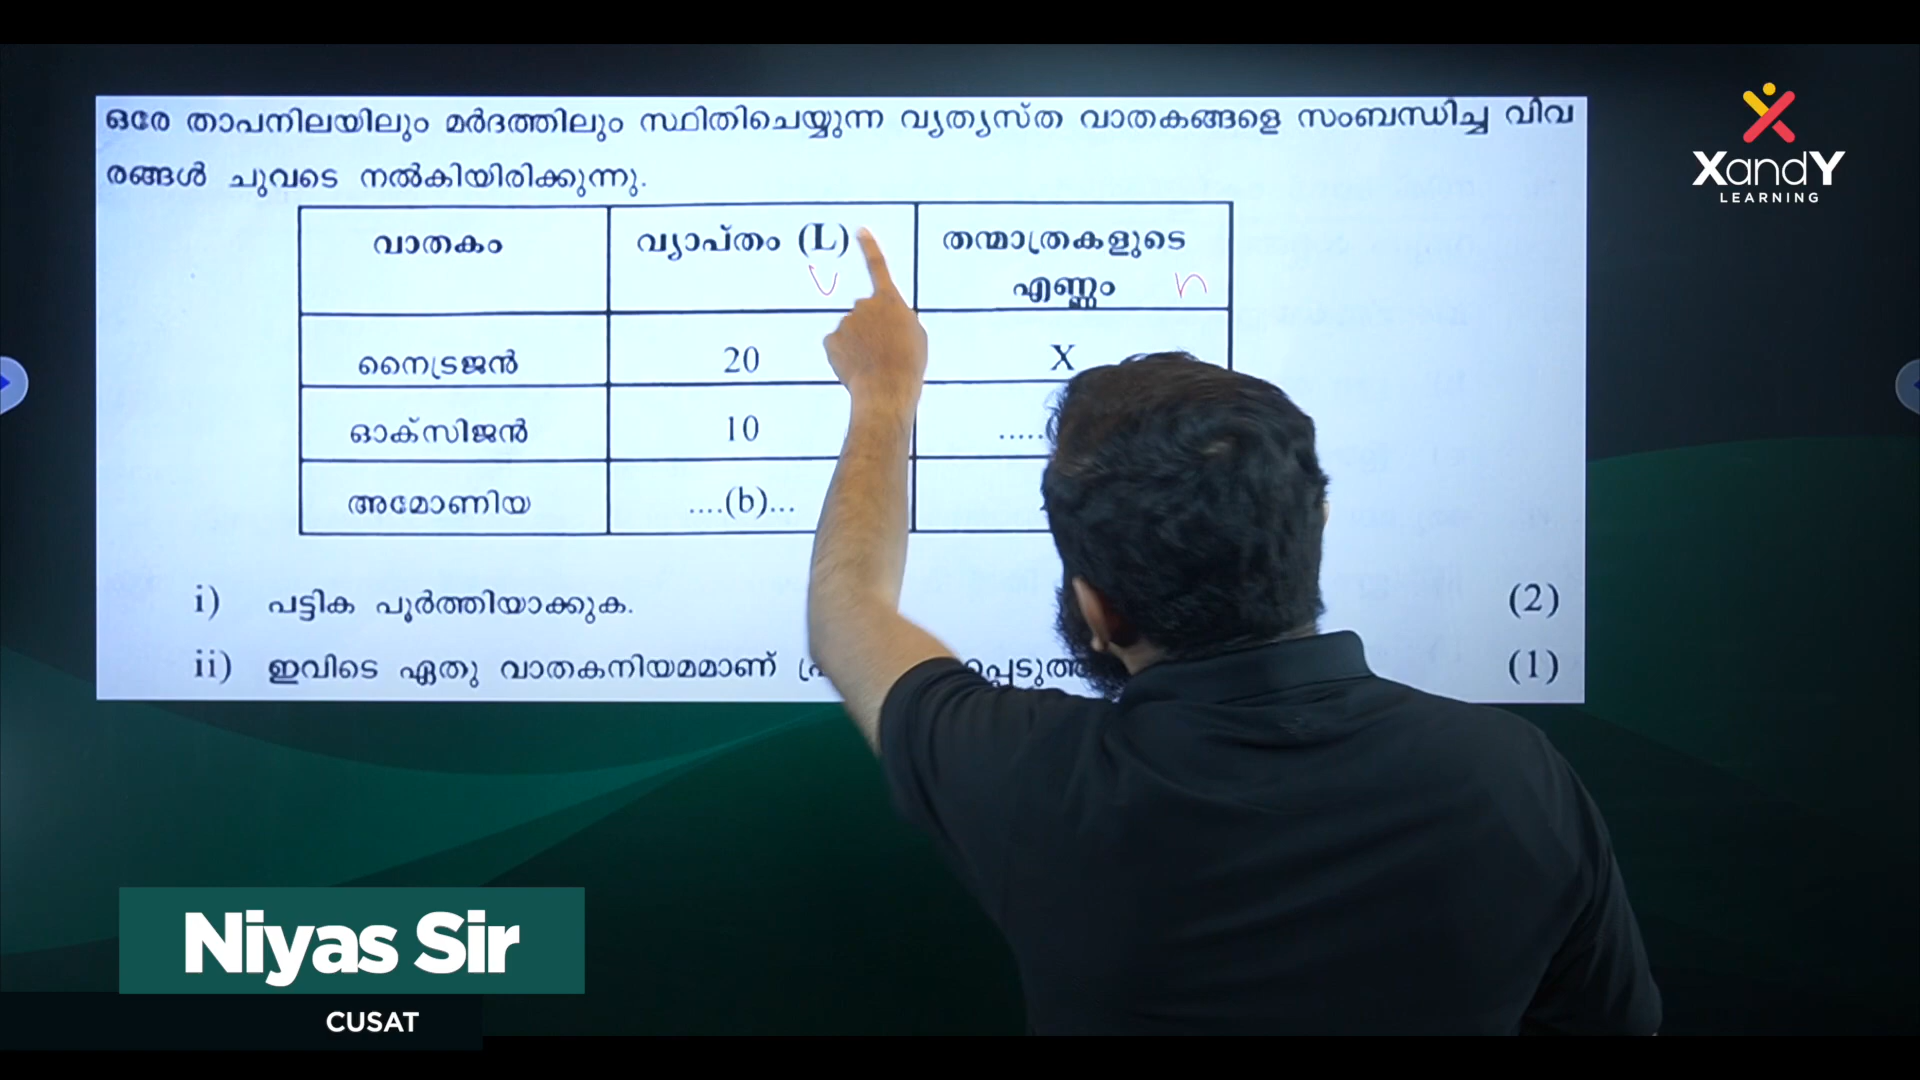 ഒരേ താപനിലയിലും മർദത്തിലും സ്ഥിതിചെയ്യുന്ന വ്യത്യസ്ത വാതകങ്ങളെ സംബന്ധിച്ച വിവ
രങ്ങൾ ചുവടെ നൽകിയിരിക്കുന്നു.
വാതകം വ്യാപ്തം (L) തന്മാത്രകളുടെ
എണ്ണം
V n
നൈട്രജൻ 20 X
ഓക്സിജൻ 10 .....
അമോണിയ ....(b)...
i) പട്ടിക പൂർത്തിയാക്കുക. (2)
ii) ഇവിടെ ഏതു വാതകനിയമമാണ് (1)
XandY
LEARNING
Niyas Sir
CUSAT